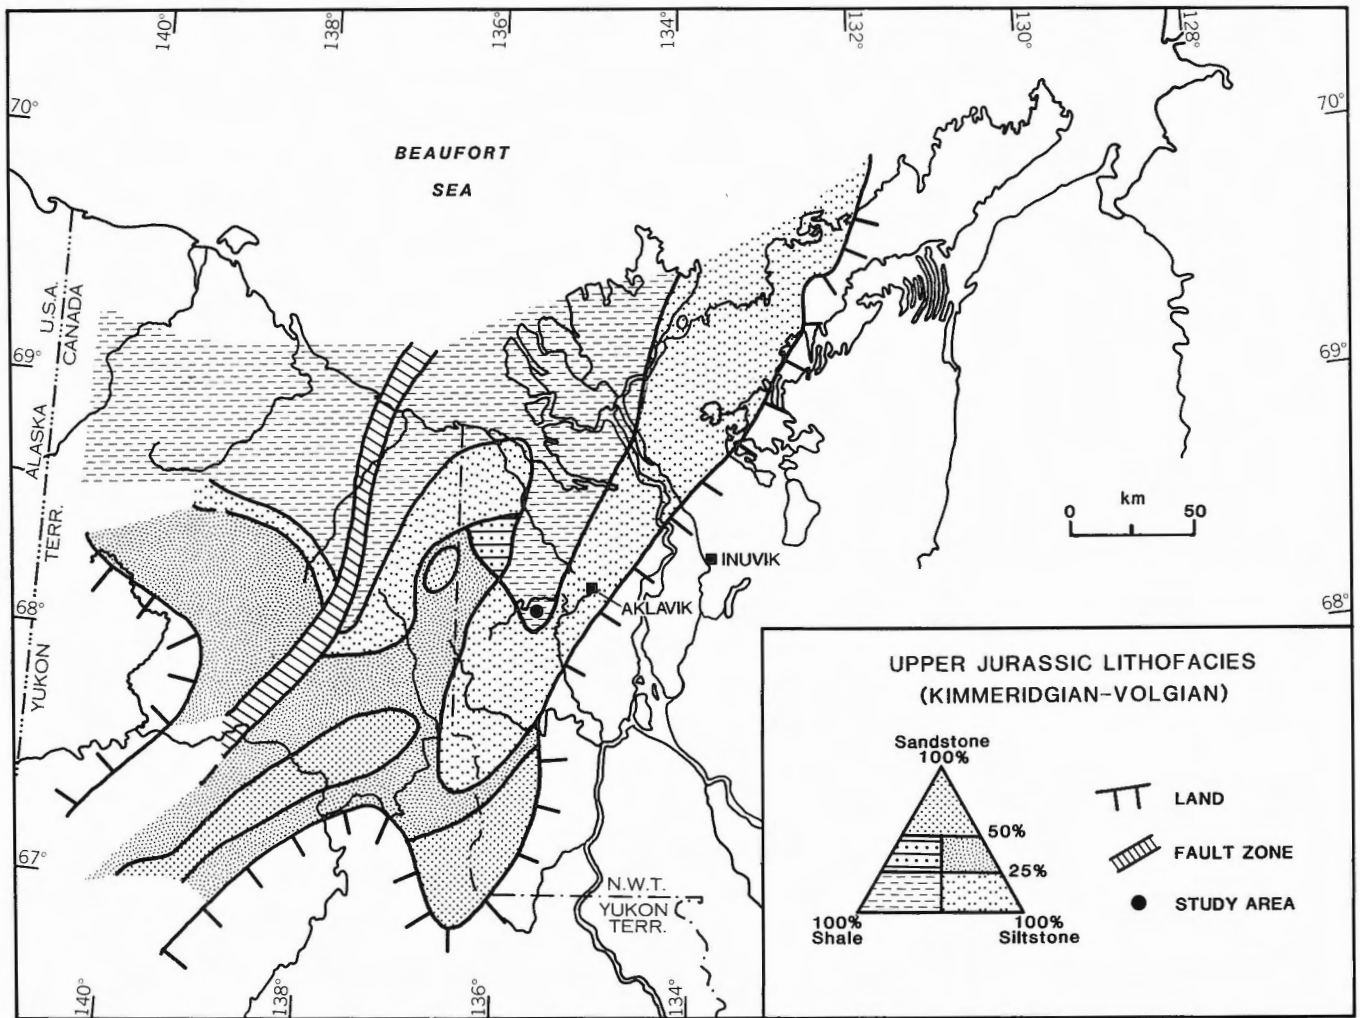 140°
138°
136°
134°
132°
130°
128°
70°
70°
BEAUFORT
SEA
U.S.A.
CANADA
69°
69°
ALASKA
TERR.
YUKON
km
0
50
INUVIK
AKLAVIK
68°
68°
UPPER JURASSIC LITHOFACIES
(KIMMERIDGIAN–VOLGIAN)
Sandstone
100%
50%
25%
100%
Shale
100%
Siltstone
LAND
FAULT ZONE
STUDY AREA
67°
N.W.T.
YUKON
TERR.
140°
138°
136°
134°